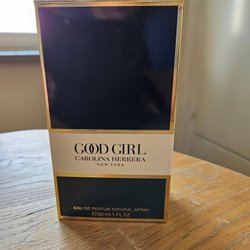 GOOD GIRL
CAROLINA HERRERA
NEW YORK
EAU DE PARFUM NATURAL SPRAY
℮30 ml 1 FL OZ